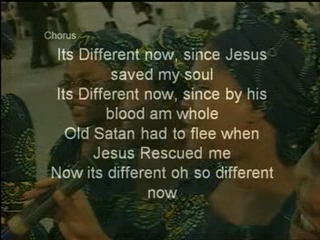 Chorus
Its Different now, since Jesus
saved my soul
Its Different now, since by his
blood am whole
Old Satan had to flee when
Jesus Rescued me
Now its different oh so different
now